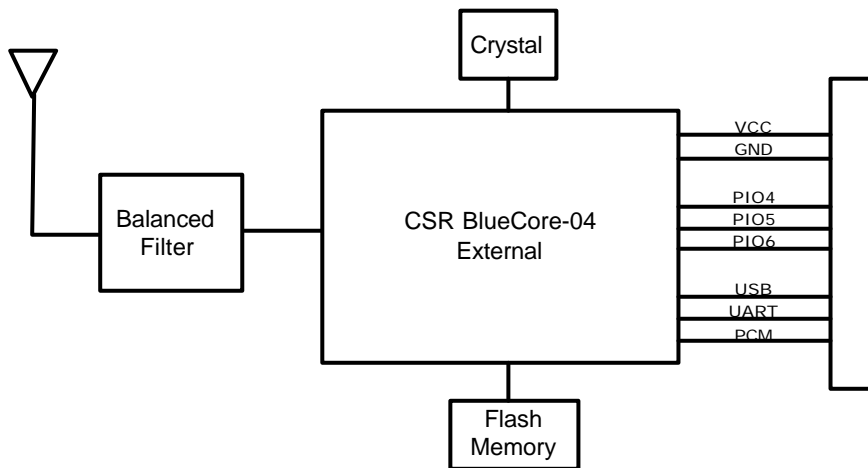 Crystal
VCC
GND
Balanced
Filter
CSR BlueCore-04
External
PIO4
PIO5
PIO6
USB
UART
PCM
Flash
Memory